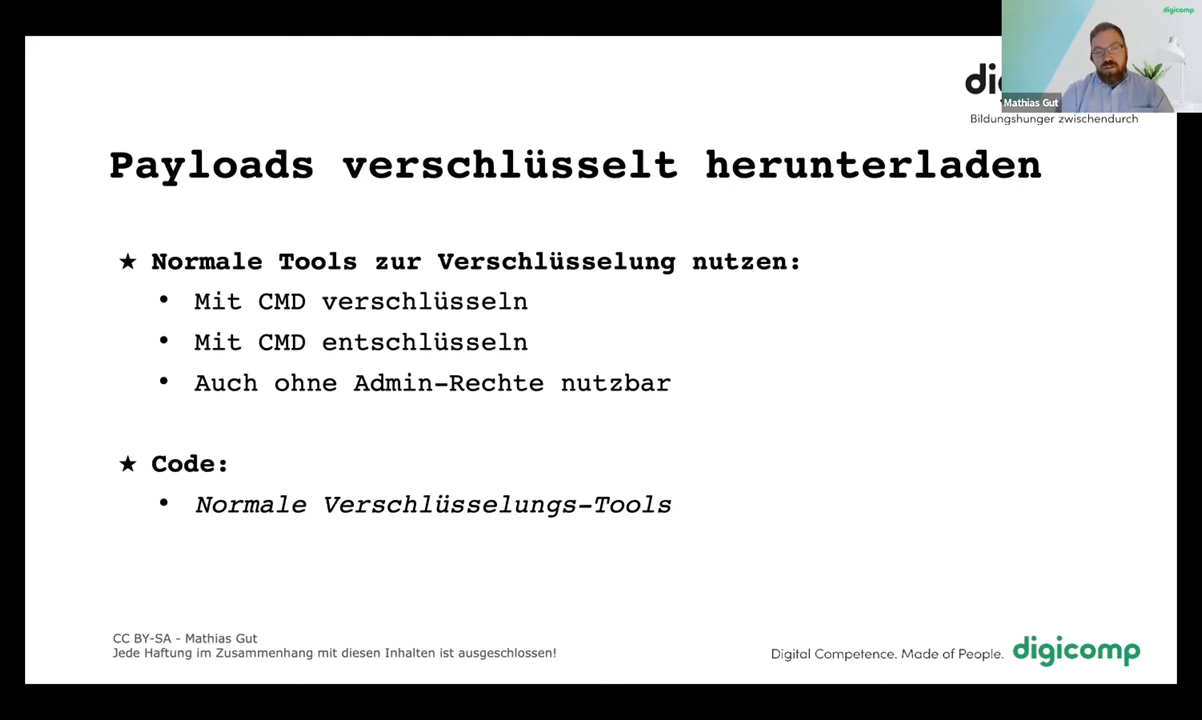 digicomp
di
Mathias Gut
Bildungshunger zwischendurch
Payloads verschlüsselt herunterladen
★ Normale Tools zur Verschlüsselung nutzen:
• Mit CMD verschlüsseln
• Mit CMD entschlüsseln
• Auch ohne Admin-Rechte nutzbar
★ Code:
• Normale Verschlüsselungs-Tools
CC BY-SA - Mathias Gut
Jede Haftung im Zusammenhang mit diesen Inhalten ist ausgeschlossen!
Digital Competence. Made of People. digicomp